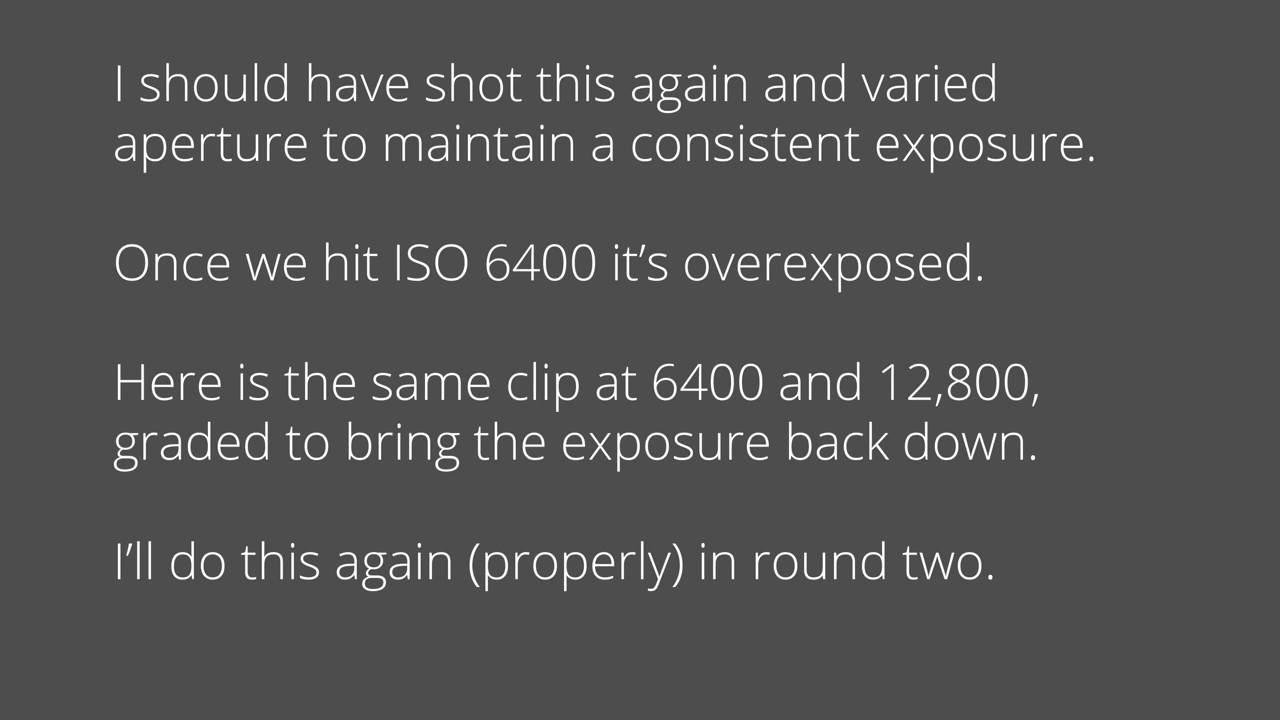 I should have shot this again and varied
aperture to maintain a consistent exposure.
Once we hit ISO 6400 it’s overexposed.
Here is the same clip at 6400 and 12,800,
graded to bring the exposure back down.
I’ll do this again (properly) in round two.